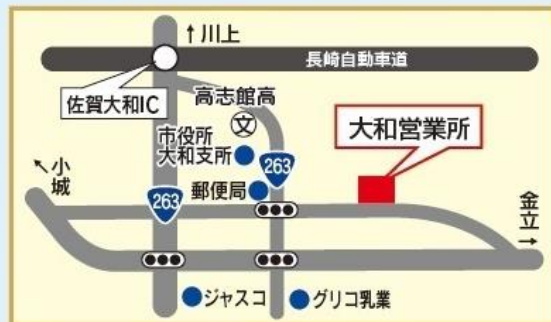 ↑川上
長崎自動車道
佐賀大和IC
高志館高
文
市役所
大和支所
263
大和営業所
↖小城
263
郵便局
金立→
ジャスコ
グリコ乳業